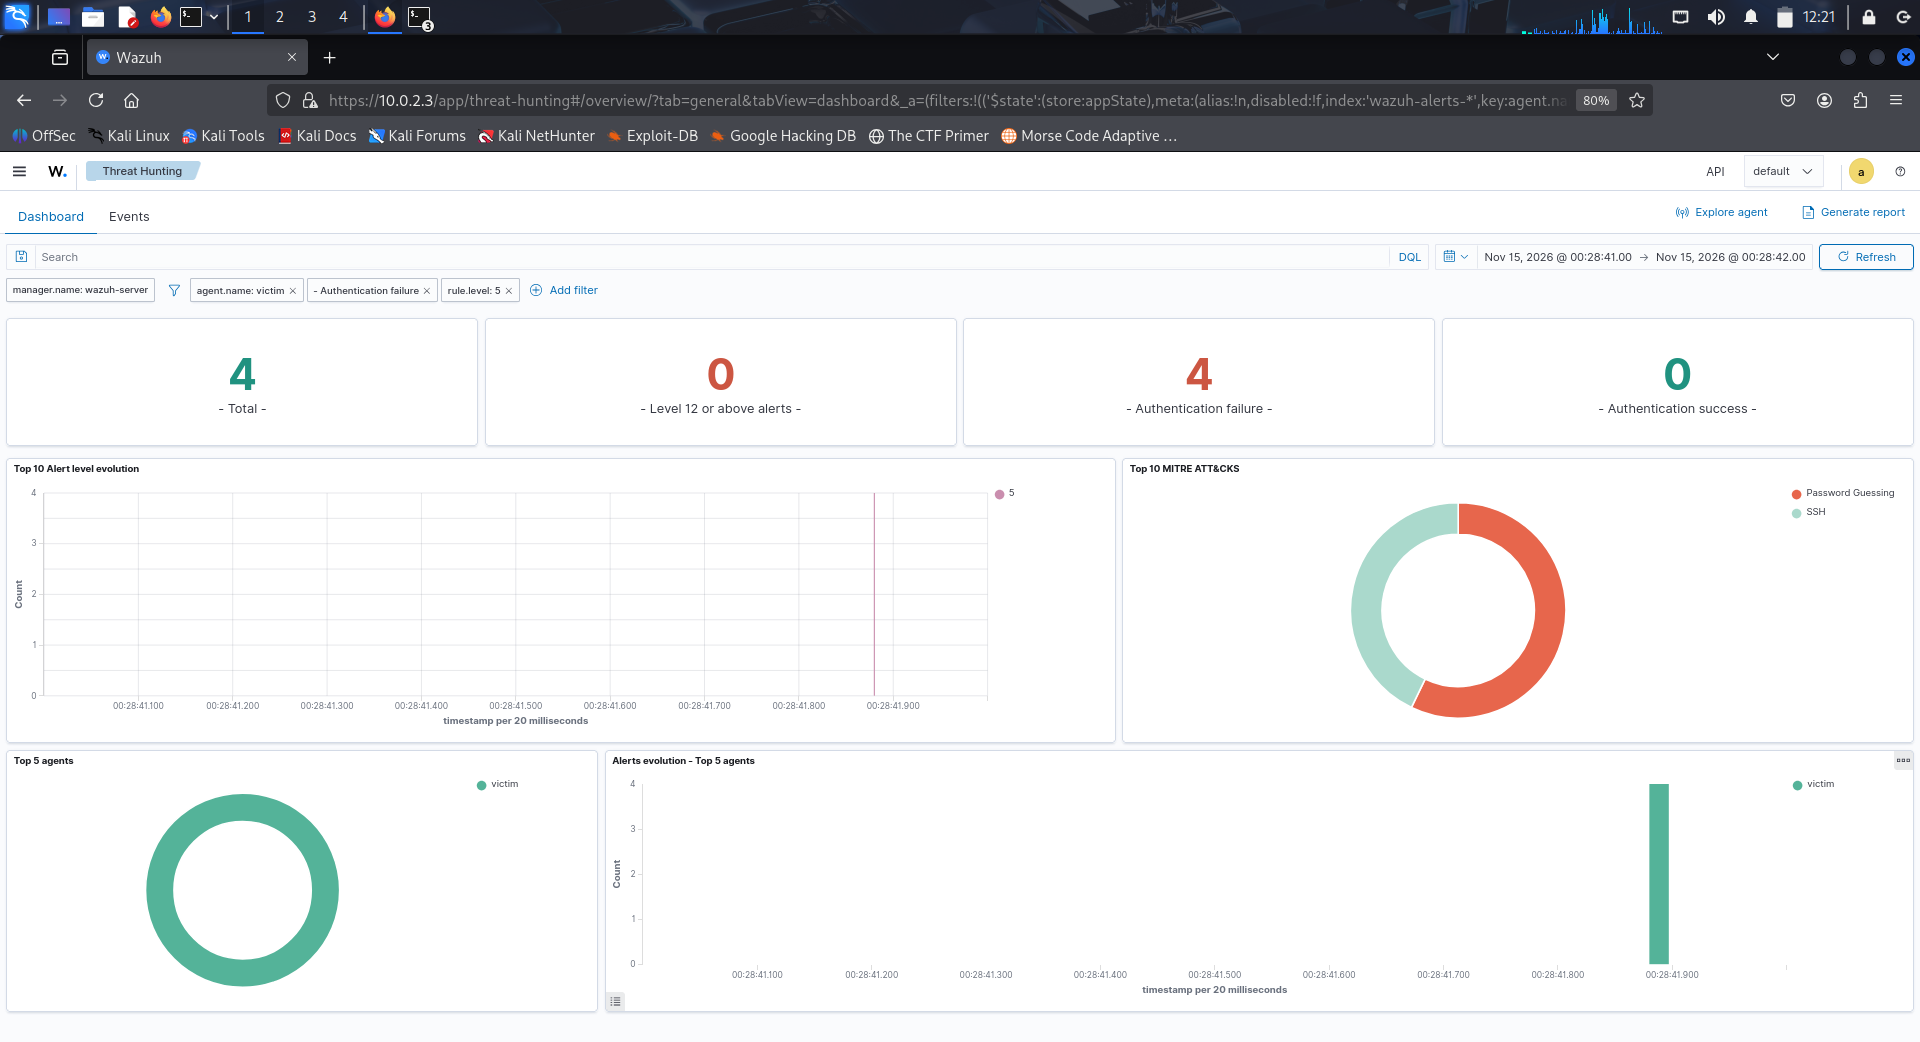 1 2 3 4 3 12:21
Wazuh
https://10.0.2.3/app/threat-hunting#/overview/?tab=general&tabView=dashboard&_a=(filters:!(('$state':(store:appState),meta:(alias:!n,disabled:!f,index:'wazuh-alerts-*',key:agent.na 80%
OffSec Kali Linux Kali Tools Kali Docs Kali Forums Kali NetHunter Exploit-DB Google Hacking DB The CTF Primer Morse Code Adaptive …
W. Threat Hunting API default a
Dashboard Events Explore agent Generate report
Search DQL Nov 15, 2026 @ 00:28:41.00 → Nov 15, 2026 @ 00:28:42.00 Refresh
manager.name: wazuh-server agent.name: victim - Authentication failure rule.level: 5 Add filter
4 0 4 0
- Total - - Level 12 or above alerts - - Authentication failure - - Authentication success -
Top 10 Alert level evolution
4
3
2
1
0
Count
00:28:41.100 00:28:41.200 00:28:41.300 00:28:41.400 00:28:41.500 00:28:41.600 00:28:41.700 00:28:41.800 00:28:41.900
timestamp per 20 milliseconds
5
Top 10 MITRE ATT&CKS
Password Guessing
SSH
Top 5 agents
victim
Alerts evolution - Top 5 agents
4
3
2
1
0
Count
00:28:41.100 00:28:41.200 00:28:41.300 00:28:41.400 00:28:41.500 00:28:41.600 00:28:41.700 00:28:41.800 00:28:41.900
timestamp per 20 milliseconds
victim